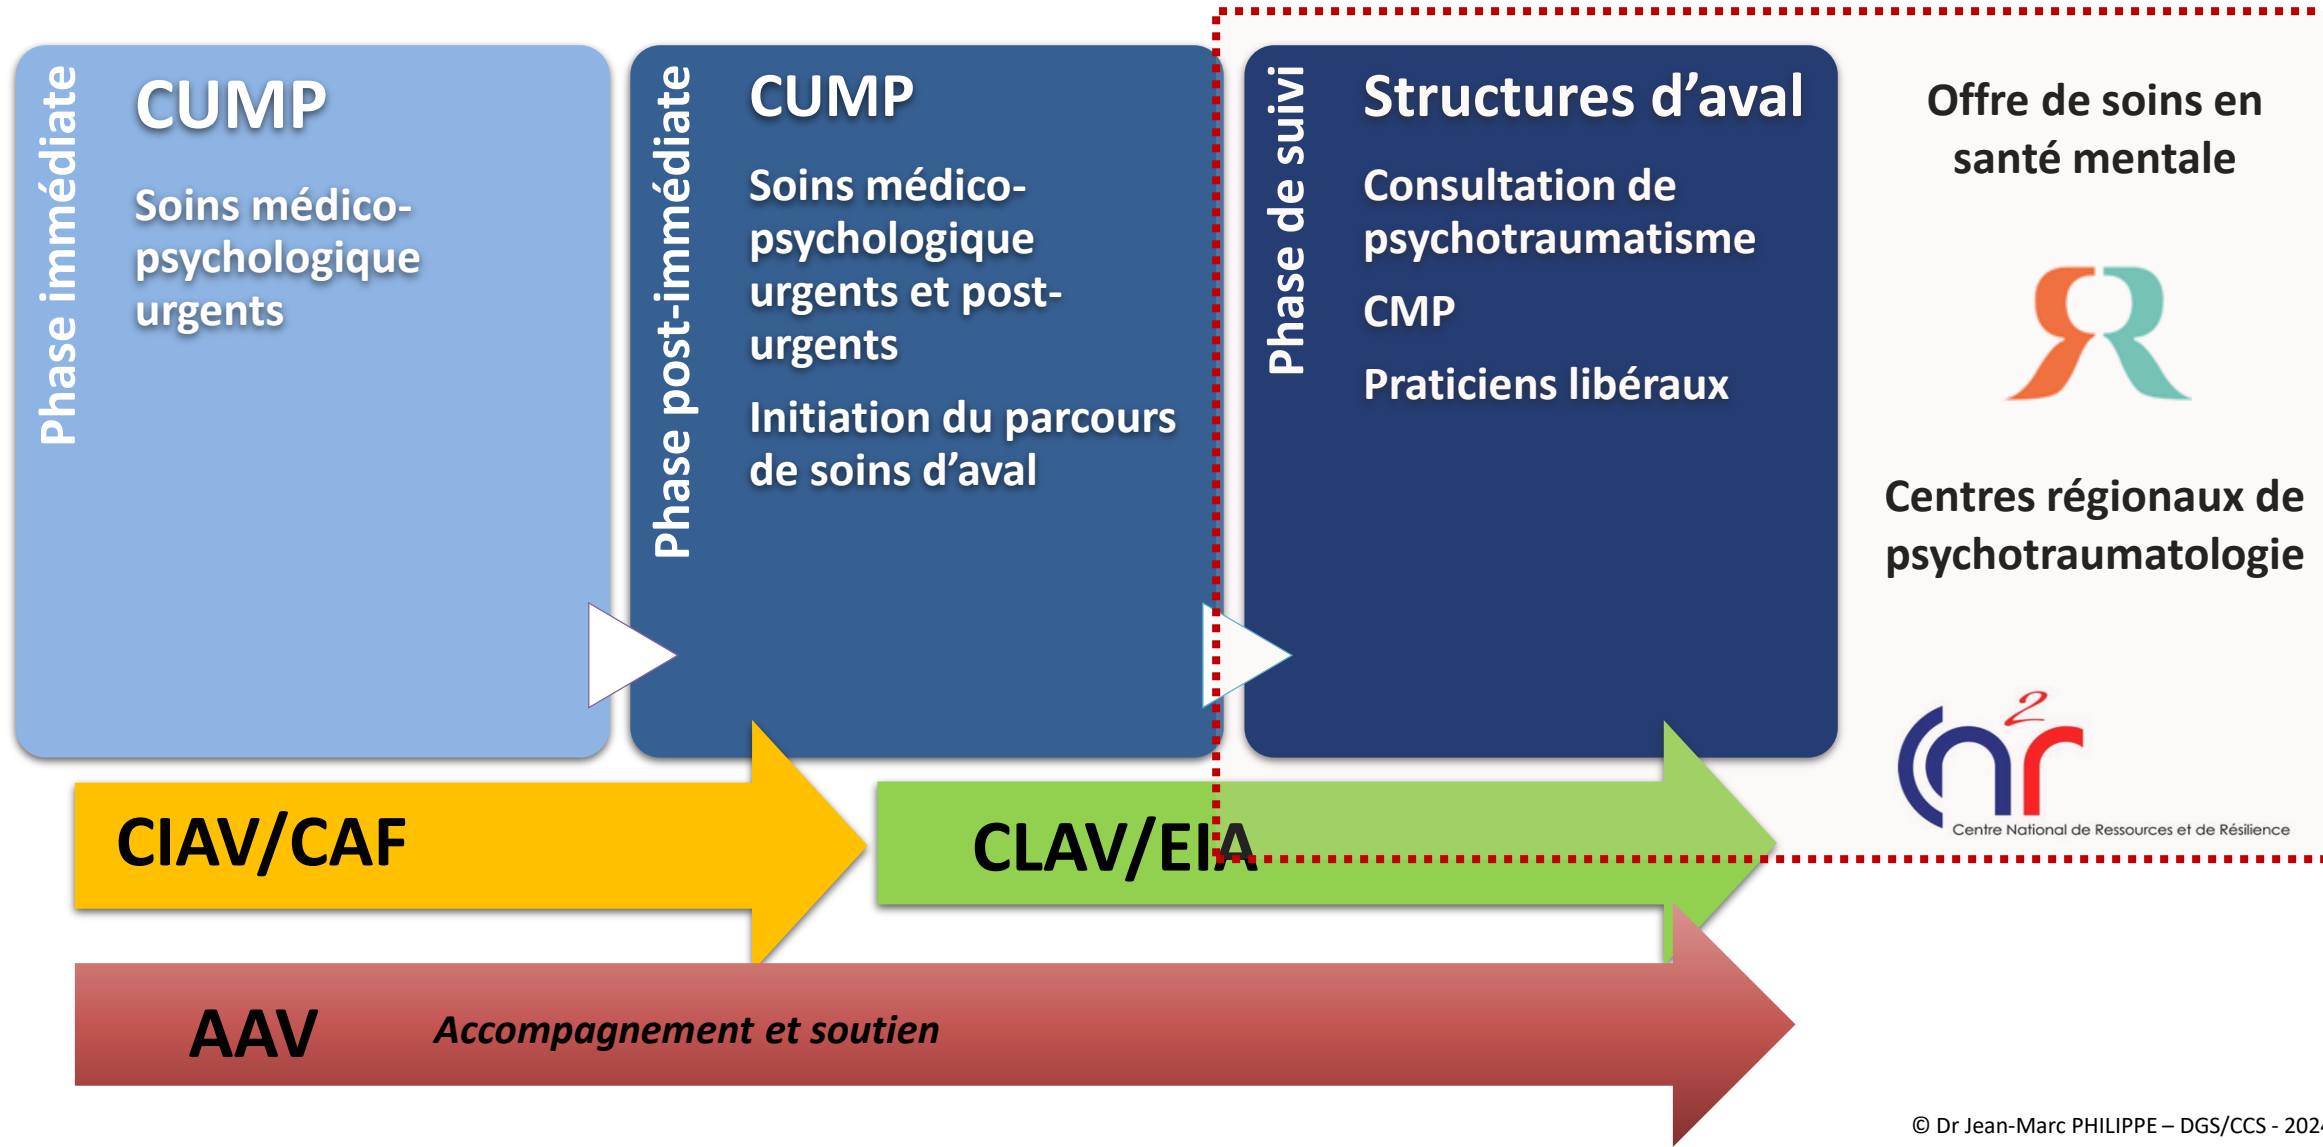 Phase immédiate
CUMP
Soins médico-
psychologique
urgents
Phase post-immédiate
CUMP
Soins médico-
psychologique
urgents et post-
urgents
Initiation du parcours
de soins d’aval
Phase de suivi
Structures d’aval
Consultation de
psychotraumatisme
CMP
Praticiens libéraux
Offre de soins en
santé mentale
Centres régionaux de
psychotraumatologie
cn2r
Centre National de Ressources et de Résilience
CIAV/CAF
CLAV/EIA
AAV
Accompagnement et soutien
© Dr Jean-Marc PHILIPPE – DGS/CCS -